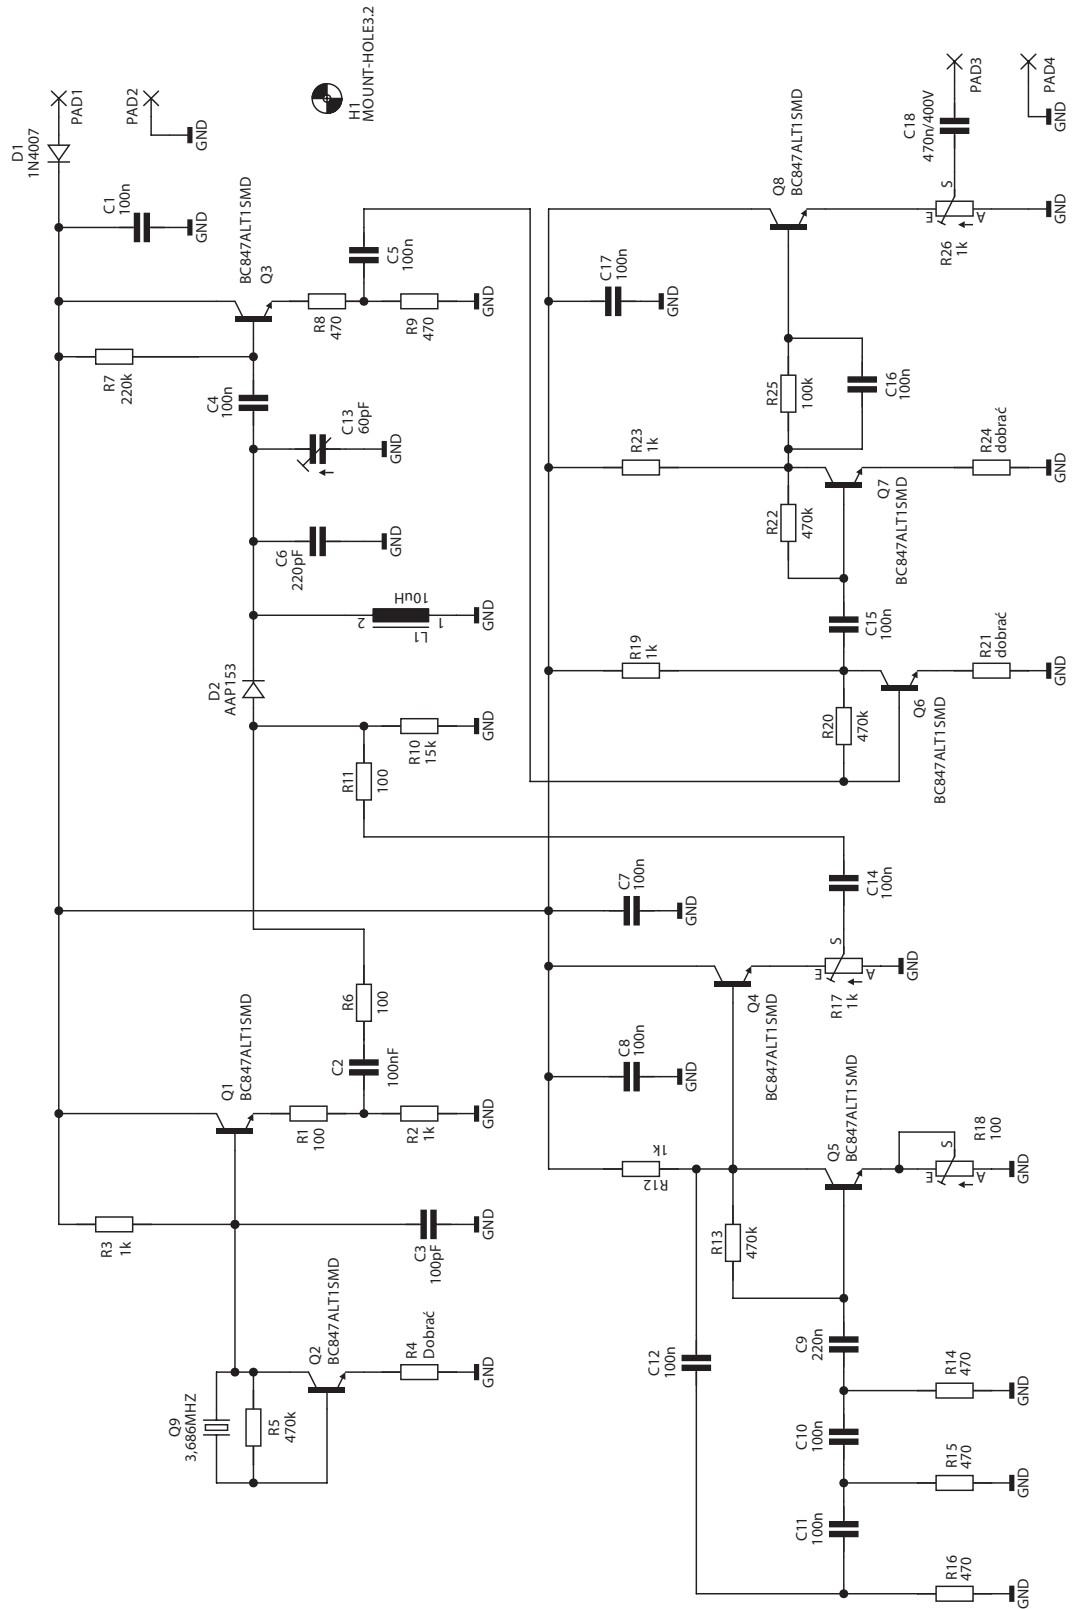 D1
1N4007
PAD1
PAD2
GND
H1
MOUNT-HOLE3.2
C1
100n
GND
BC847ALT1SMD
Q3
R7
220k
C4
100n
R8
470
R9
470
GND
C5
100n
C13
60pF
GND
C6
220pF
GND
10uH
L1
2
1
GND
D2
AAP153
R10
15k
GND
R11
100
Q1
BC847ALT1SMD
R6
100
C2
100nF
R1
100
R2
1k
GND
R3
1k
C3
100pF
GND
Q9
3,686MHZ
R5
470k
Q2
BC847ALT1SMD
R4
Dobrać
GND
Q8
BC847ALT1SMD
C18
470n/400V
PAD3
PAD4
GND
E
S
A
R26
1k
GND
C17
100n
GND
R25
100k
C16
100n
R23
1k
R22
470k
Q7
BC847ALT1SMD
R24
dobrać
GND
C15
100n
R19
1k
R20
470k
Q6
BC847ALT1SMD
R21
dobrać
GND
C7
100n
GND
C14
100n
Q4
BC847ALT1SMD
E
S
A
R17
1k
GND
C8
100n
GND
R12
1k
Q5
BC847ALT1SMD
E
S
A
R18
100
GND
R13
470k
C12
100n
C9
220n
R14
470
GND
C10
100n
R15
470
GND
C11
100n
R16
470
GND